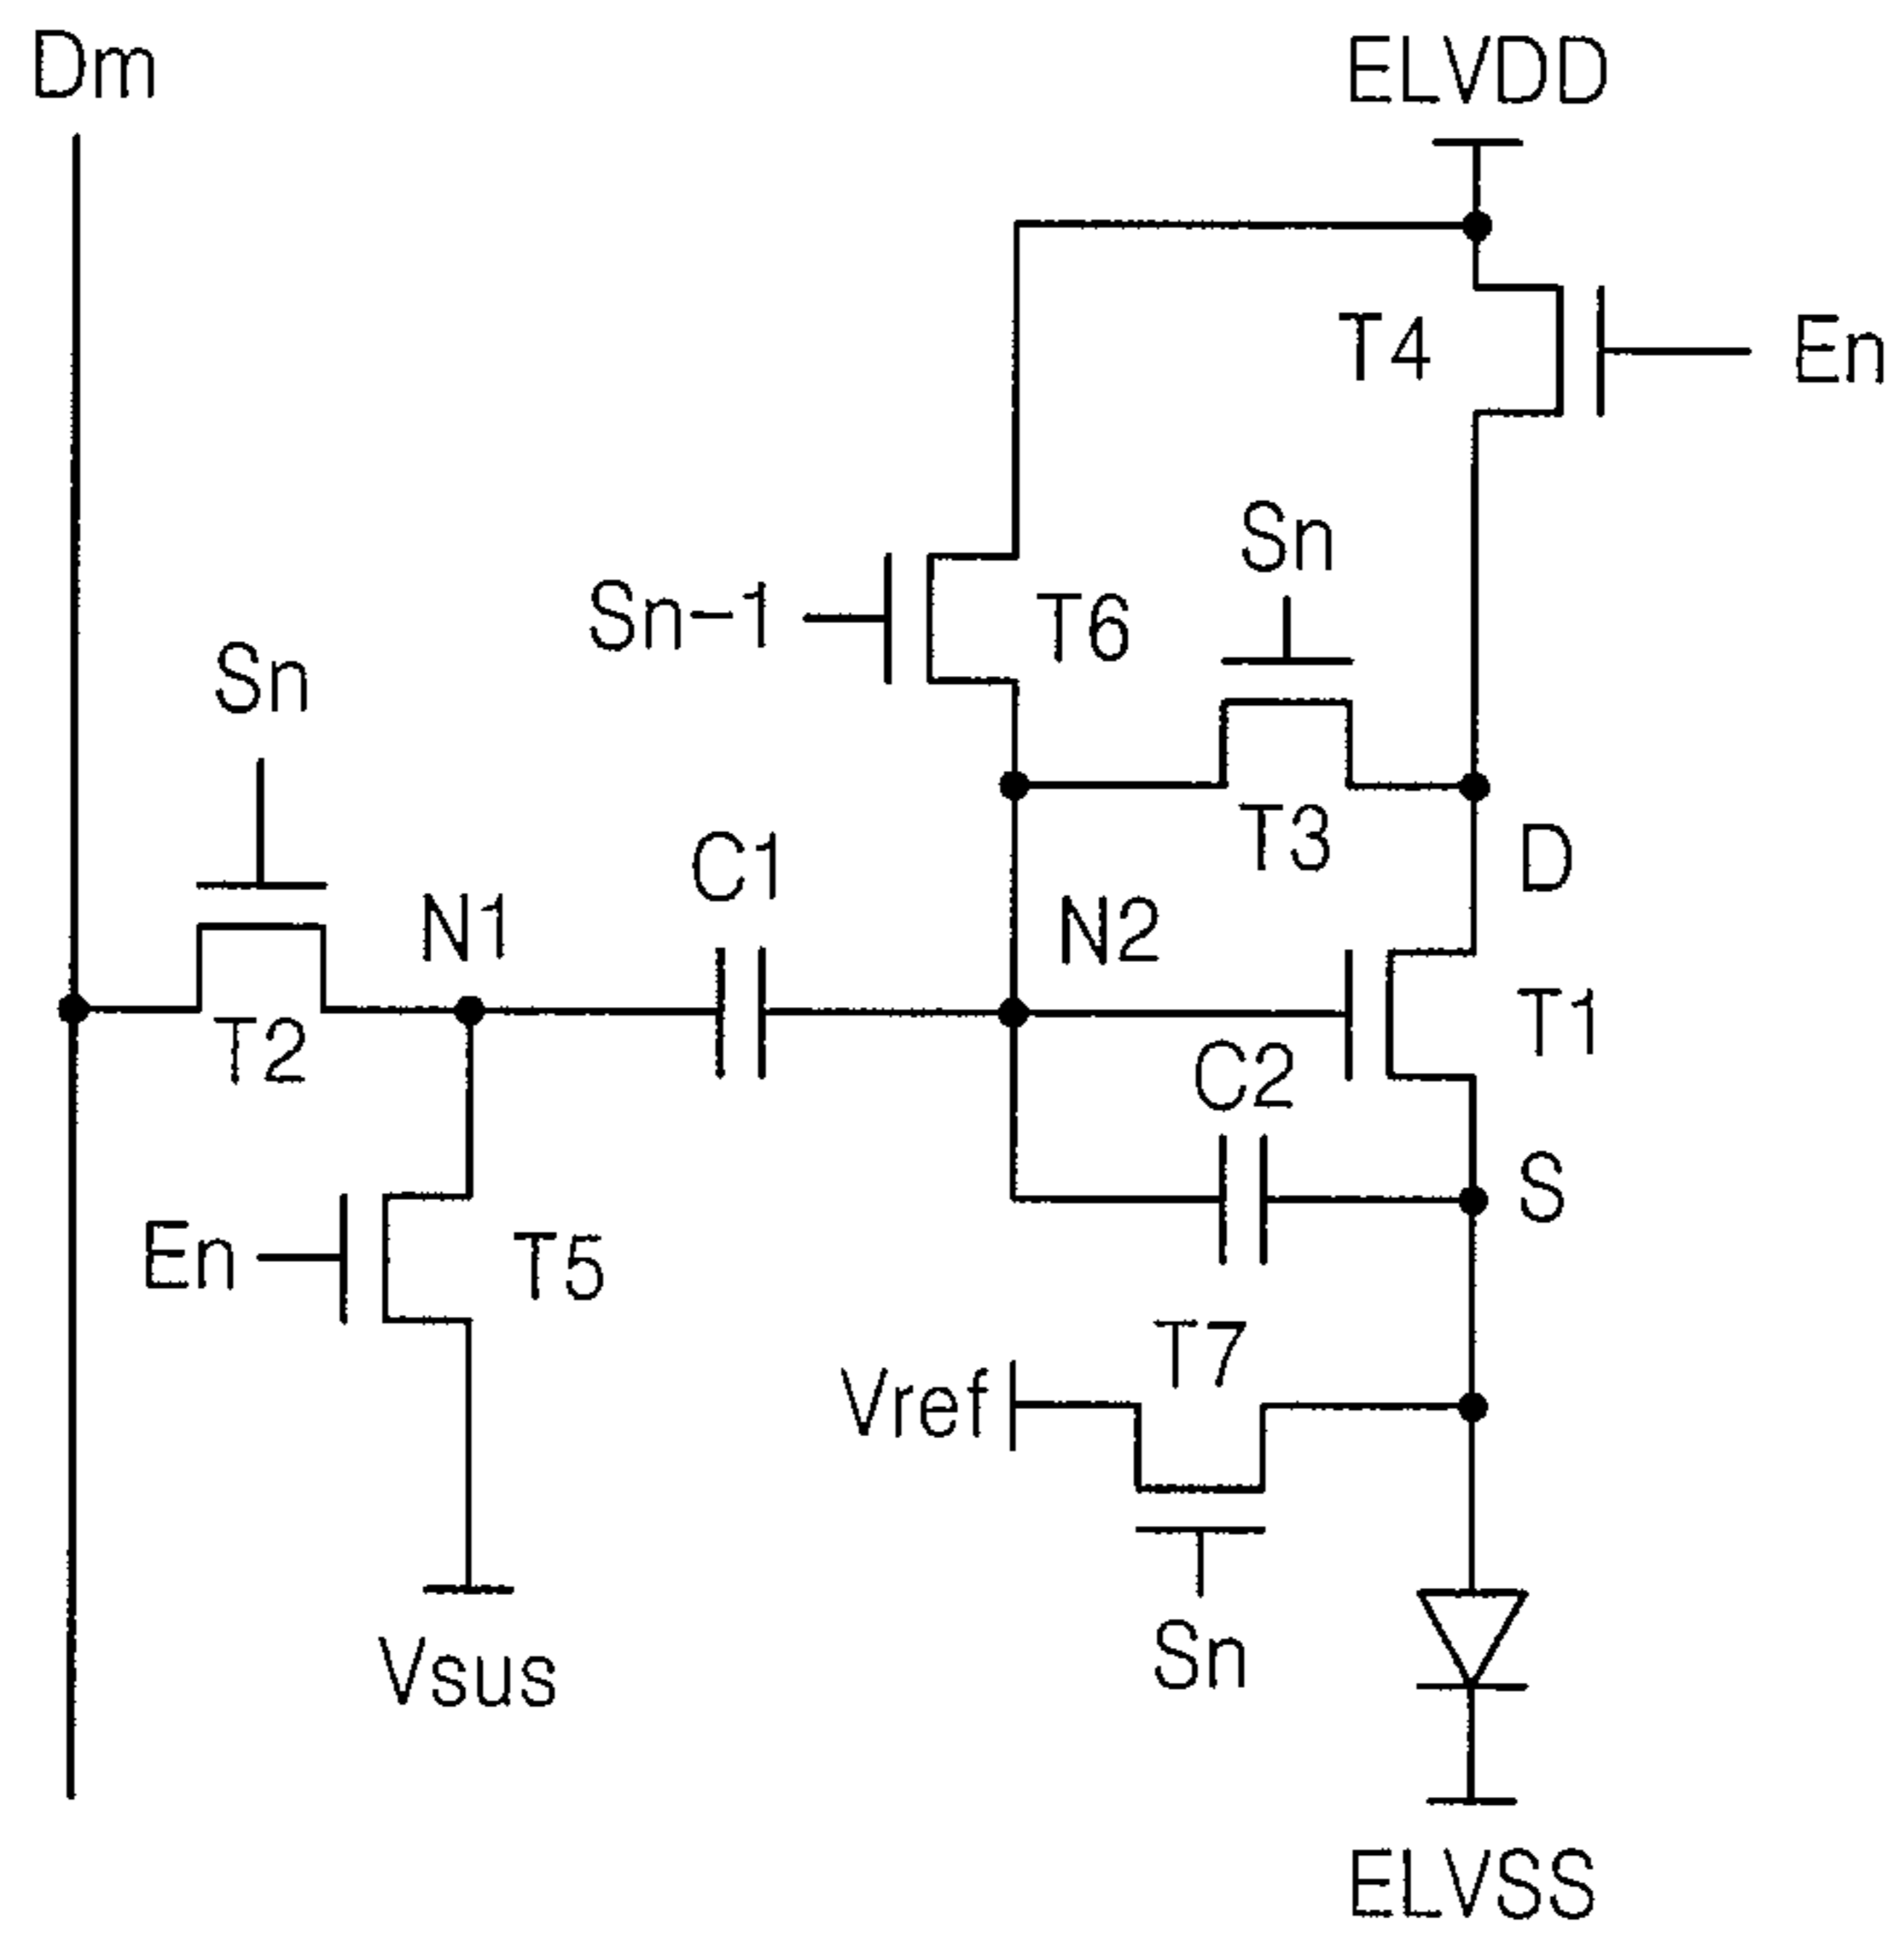 Dm
ELVDD
T4
En
Sn
Sn-1
T6
Sn
C1
T3
D
N1
N2
T2
T1
C2
S
En
T5
T7
Vref
Sn
Vsus
ELVSS